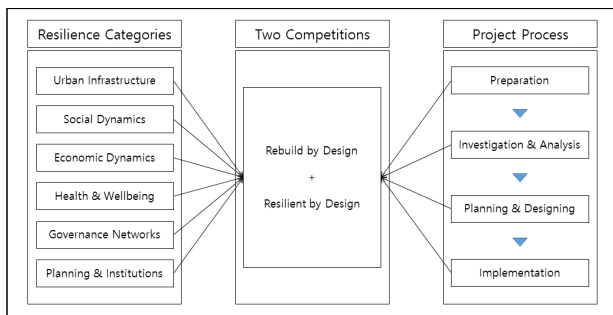 Resilience Categories
Urban Infrastructure
Social Dynamics
Economic Dynamics
Health & Wellbeing
Governance Networks
Planning & Institutions
Two Competitions
Rebuild by Design
+
Resilient by Design
Project Process
Preparation
Investigation & Analysis
Planning & Designing
Implementation